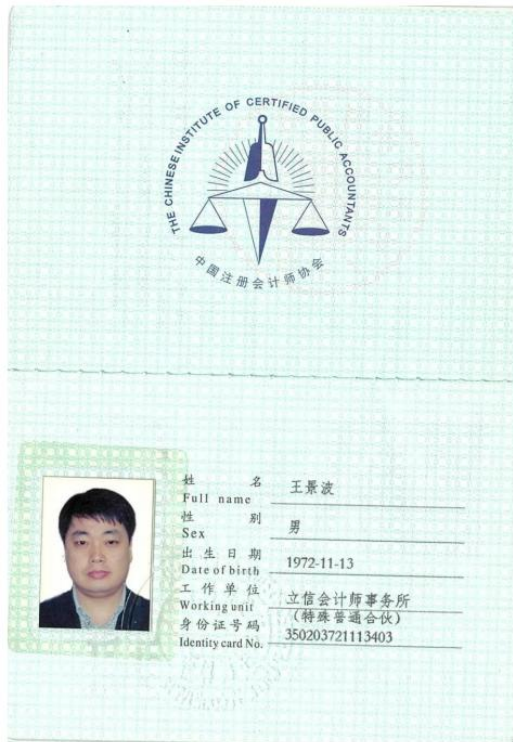 THE CHINESE INSTITUTE OF CERTIFIED PUBLIC ACCOUNTANTS
中国注册会计师协会
姓 名 王景波
Full name
性 别 男
Sex
出生日期 1972-11-13
Date of birth
工作单位 立信会计师事务所
Working unit (特殊普通合伙)
身份证号码 350203721113403
Identity card No.